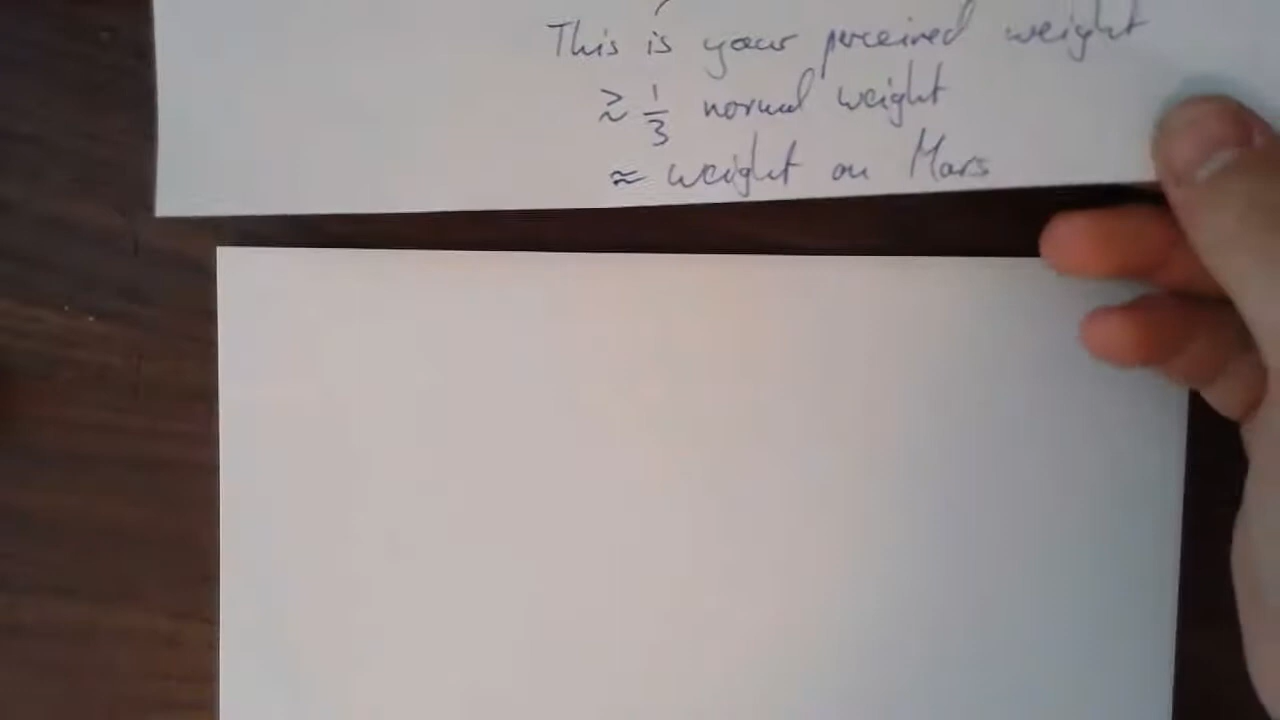 This is your perceived weight
≳ 1/3 normal weight
≈ weight on Mars